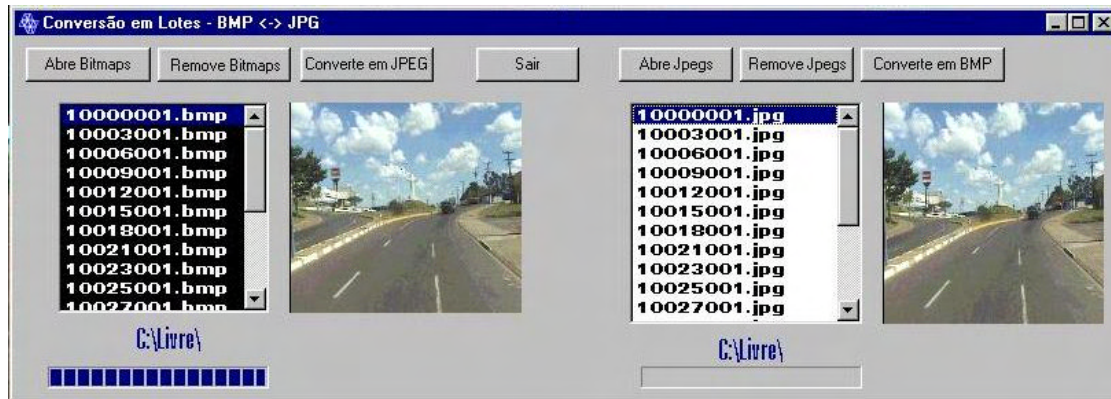 Conversão em Lotes - BMP <-> JPG
Abre Bitmaps
Remove Bitmaps
Converte em JPEG
Sair
Abre Jpegs
Remove Jpegs
Converte em BMP
10000001.bmp
10003001.bmp
10006001.bmp
10009001.bmp
10012001.bmp
10015001.bmp
10018001.bmp
10021001.bmp
10023001.bmp
10025001.bmp
10027001.bmp
C:\Livre\
10000001.jpg
10003001.jpg
10006001.jpg
10009001.jpg
10012001.jpg
10015001.jpg
10018001.jpg
10021001.jpg
10023001.jpg
10025001.jpg
10027001.jpg
C:\Livre\